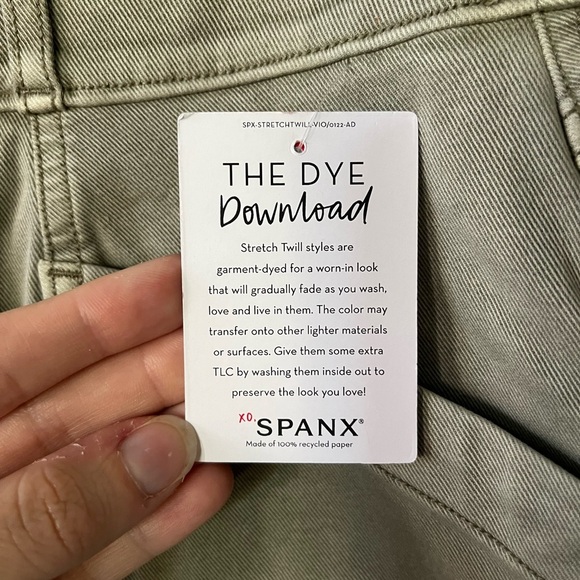 SPX-STRETCHTWILL-VIO/0122-AD
THE DYE
Download
Stretch Twill styles are
garment-dyed for a worn-in look
that will gradually fade as you wash,
love and live in them. The color may
transfer onto other lighter materials
or surfaces. Give them some extra
TLC by washing them inside out to
preserve the look you love!
XO, SPANX®
Made of 100% recycled paper